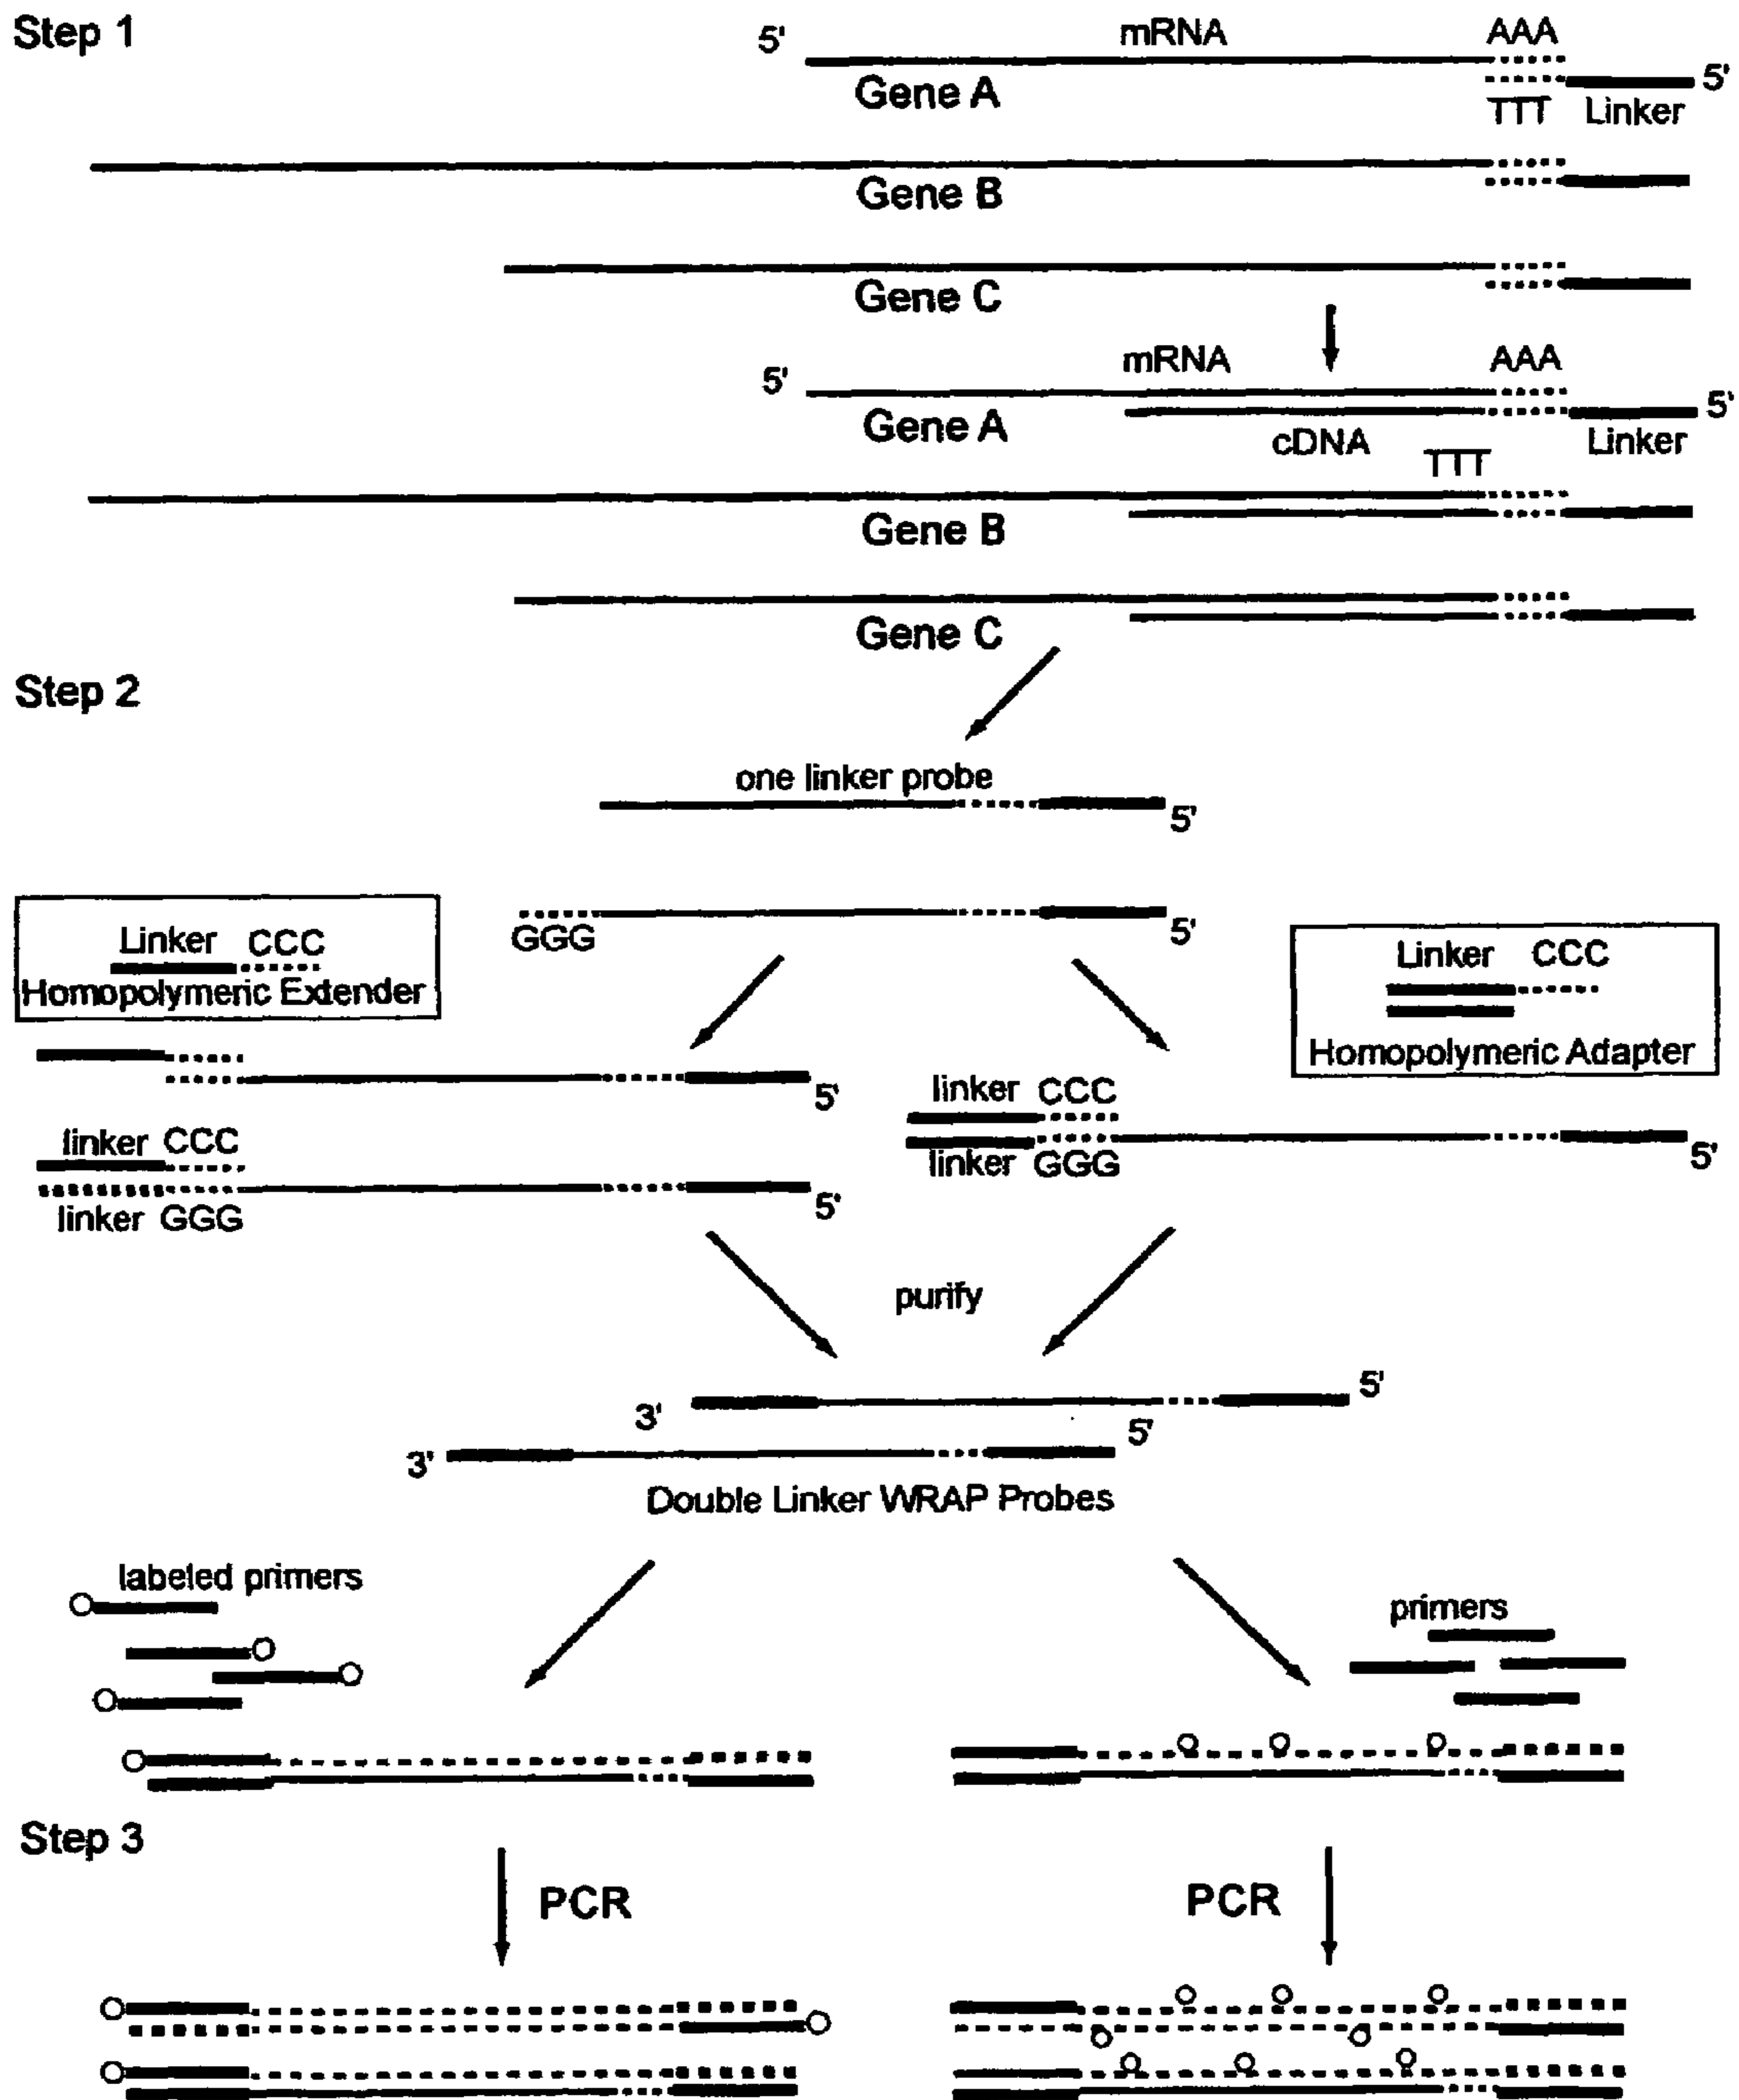 Step 1
5' mRNA AAA
Gene A 5'
TTT Linker
Gene B
Gene C
mRNA AAA
5' 5'
Gene A cDNA Linker
TTT
Gene B
Gene C
Step 2
one linker probe
5'
GGG 5'
Linker CCC
Homopolymeric Extender
Linker CCC
Homopolymeric Adapter
5'
linker CCC
linker GGG 5'
linker CCC
linker GGG 5'
purify
3' 5'
3' 5'
Double Linker WRAP Probes
labeled primers
primers
Step 3
PCR PCR